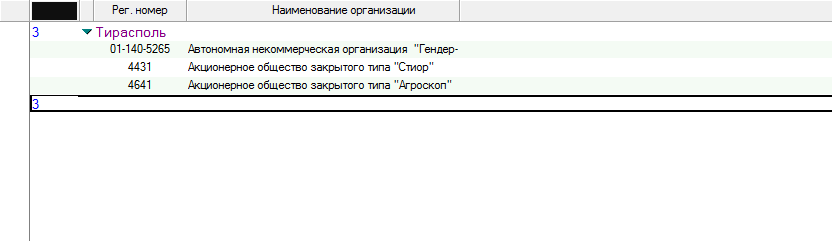 Рег. номер Наименование организации
3 Тирасполь
01-140-5265 Автономная некоммерческая организация "Гендер-
4431 Акционерное общество закрытого типа "Стиор"
4641 Акционерное общество закрытого типа "Агроскоп"
3